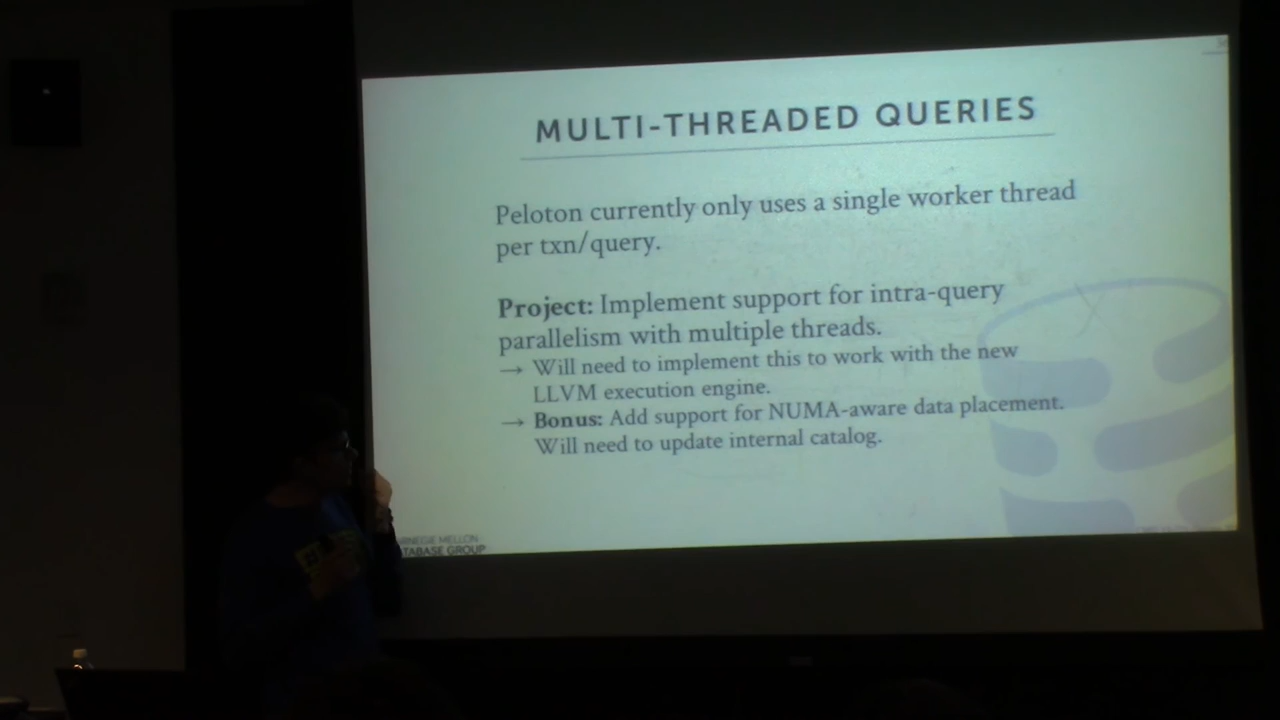 MULTI-THREADED QUERIES
Peloton currently only uses a single worker thread
per txn/query.
Project: Implement support for intra-query
parallelism with multiple threads.
→ Will need to implement this to work with the new
LLVM execution engine.
→ Bonus: Add support for NUMA-aware data placement.
Will need to update internal catalog.
MELLON
GROUP